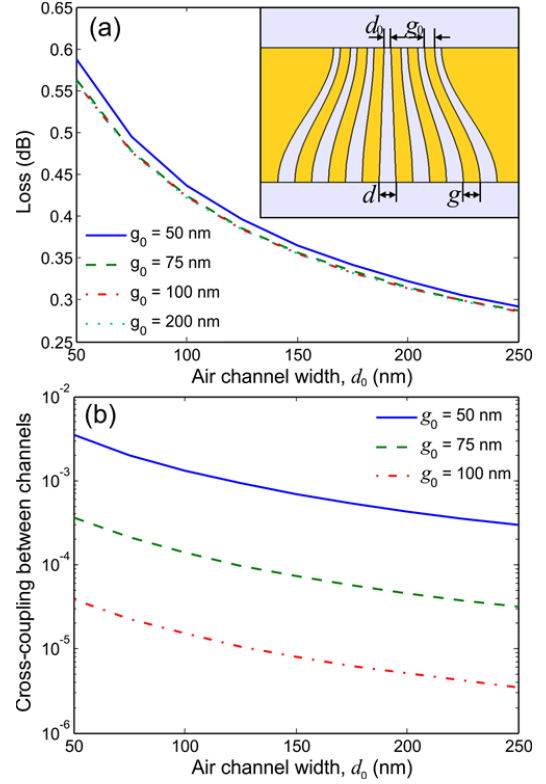 (a)
0.65
0.6
0.55
0.5
0.45
0.4
0.35
0.3
0.25
Loss (dB)
d₀ g₀
d g
g₀ = 50 nm
g₀ = 75 nm
g₀ = 100 nm
g₀ = 200 nm
50 100 150 200 250
Air channel width, d₀ (nm)
(b)
10⁻²
10⁻³
10⁻⁴
10⁻⁵
10⁻⁶
Cross-coupling between channels
g₀ = 50 nm
g₀ = 75 nm
g₀ = 100 nm
50 100 150 200 250
Air channel width, d₀ (nm)